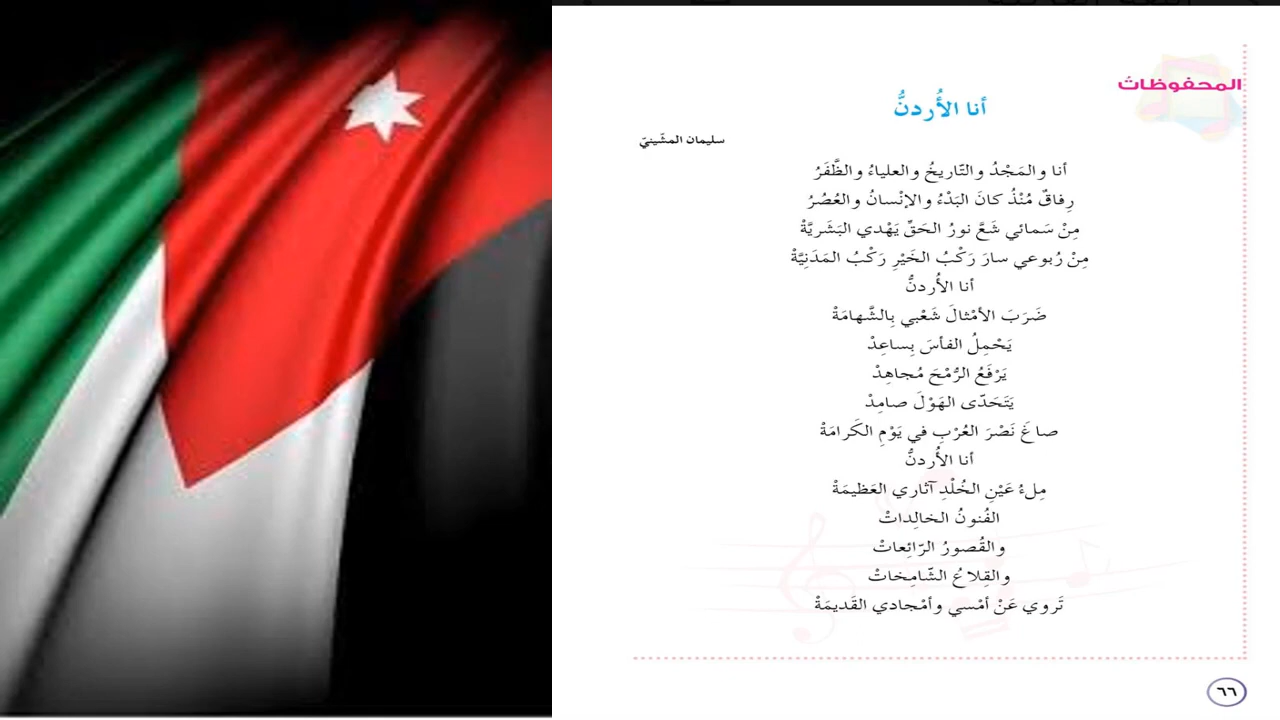 المحفوظاتُ
أنا الأُردنُّ
سليمان المشّينيّ
أنا والمَجْدُ والتّاريخُ والعلياءُ والظَّفَرُ
رِفاقٌ مُنْذُ كانَ البَدْءُ والإنْسانُ والعُصُرُ
مِنْ سَمائي شَعَّ نورُ الحَقِّ يَهْدي البَشَريَّةْ
مِنْ رُبوعي سارَ رَكْبُ الخَيْرِ رَكْبُ المَدَنِيَّةْ
أنا الأُردنُّ
ضَرَبَ الأمْثالَ شَعْبي بِالشَّهامَةْ
يَحْمِلُ الفأسَ بِساعِدْ
يَرْفَعُ الرُّمْحَ مُجاهِدْ
يَتَحَدّى الهَوْلَ صامِدْ
صاغَ نَصْرَ العُرْبِ في يَوْمِ الكَرامَةْ
أنا الأُردنُّ
مِلءُ عَيْنِ الخُلْدِ آثاري العَظيمَةْ
الفُنونُ الخالِداتْ
والقُصورُ الرّائِعاتْ
والقِلاعُ الشّامِخاتْ
تَروي عَنْ أمْسي وأمْجادي القَديمَةْ
٦٦